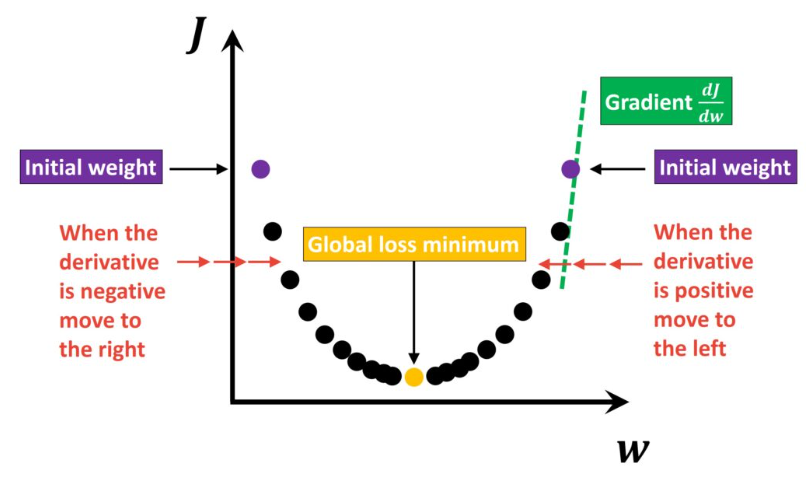 J
Gradient dJ/dw
Initial weight
Initial weight
When the
derivative
is negative
move to
the right
Global loss minimum
When the
derivative
is positive
move to
the left
w